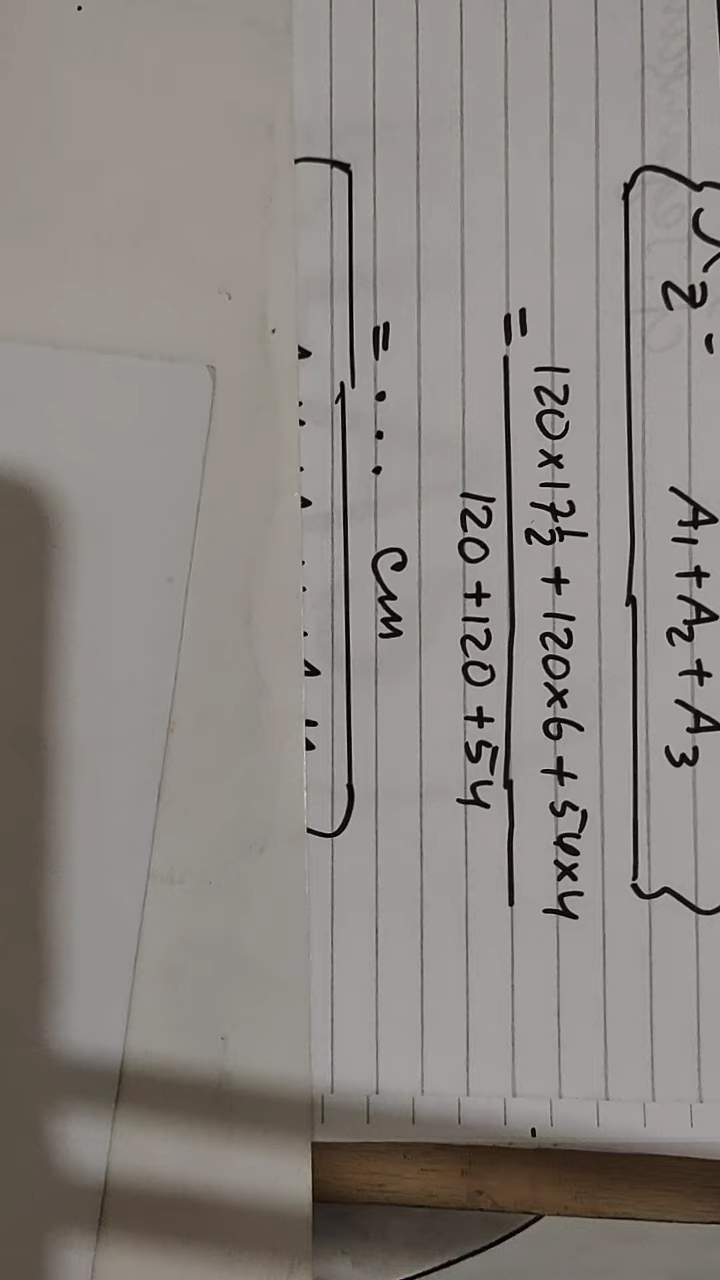 A₁ + A₂ + A₃
120 × 17½ + 120 × 6 + 54 × 4
=
120 + 120 + 54
= ... cm